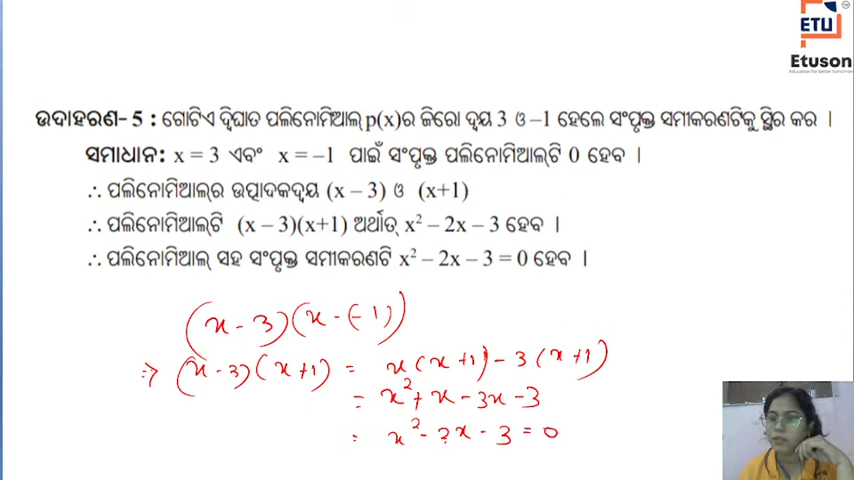 ETU
Etuson
Education for better tomorrow
ଉଦାହରଣ- 5 : ଗୋଟିଏ ଦ୍ୱିଘାତ ପଲିନୋମିଆଲ୍ p(x)ର ଜିରୋ ଦ୍ୱୟ 3 ଓ –1 ହେଲେ ସଂପୃକ୍ତ ସମୀକରଣଟିକୁ ସ୍ଥିର କର ।
ସମାଧାନ: x = 3 ଏବଂ x = –1 ପାଇଁ ସଂପୃକ୍ତ ପଲିନୋମିଆଲ୍‌ଟି 0 ହେବ ।
∴ ପଲିନୋମିଆଲ୍‌ର ଉତ୍ପାଦକଦ୍ୱୟ (x – 3) ଓ (x+1)
∴ ପଲିନୋମିଆଲ୍‌ଟି (x – 3)(x+1) ଅର୍ଥାତ୍ x² – 2x – 3 ହେବ ।
∴ ପଲିନୋମିଆଲ୍ ସହ ସଂପୃକ୍ତ ସମୀକରଣଟି x² – 2x – 3 = 0 ହେବ ।
(x - 3)(x - (-1)
⇒ (x - 3)(x + 1) = x(x + 1) - 3(x + 1)
= x² + x - 3x - 3
= x² - 2x - 3 = 0